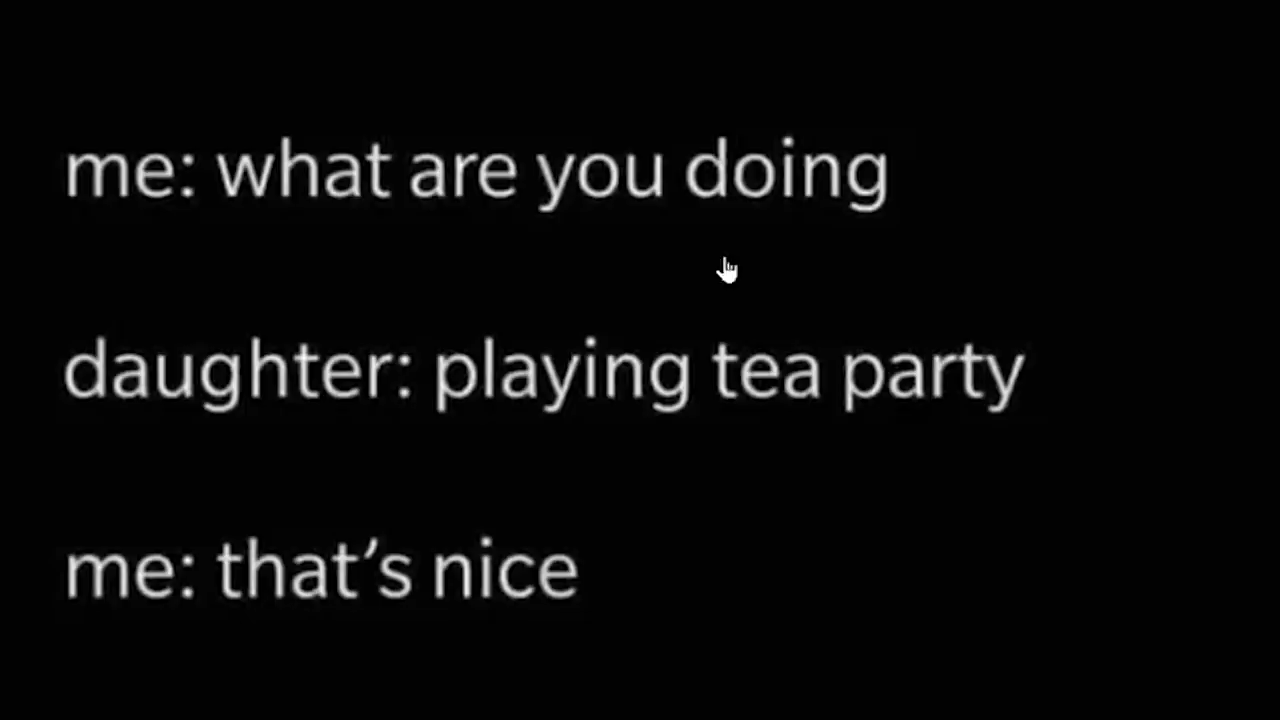 me: what are you doing
daughter: playing tea party
me: that’s nice